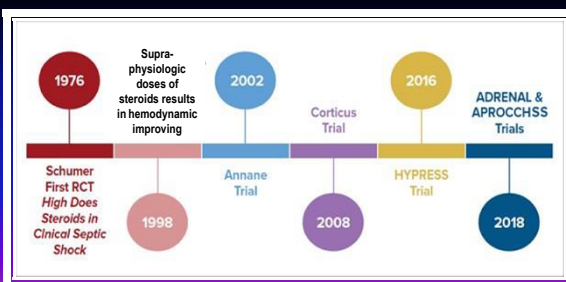 1976
Schumer
First RCT
High Does
Steroids in
Clnical Septic
Shock
Supra-
physiologic
doses of
steroids results
in hemodynamic
improving
1998
2002
Annane
Trial
Corticus
Trial
2008
2016
HYPRESS
Trial
ADRENAL &
APROCCHSS
Trials
2018